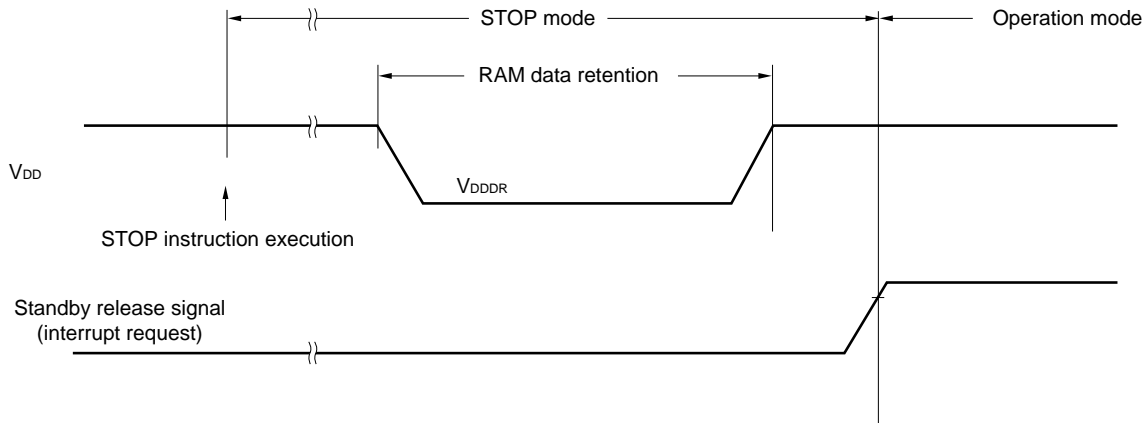 STOP mode
Operation mode
RAM data retention
VDD
VDDDR
STOP instruction execution
Standby release signal
(interrupt request)